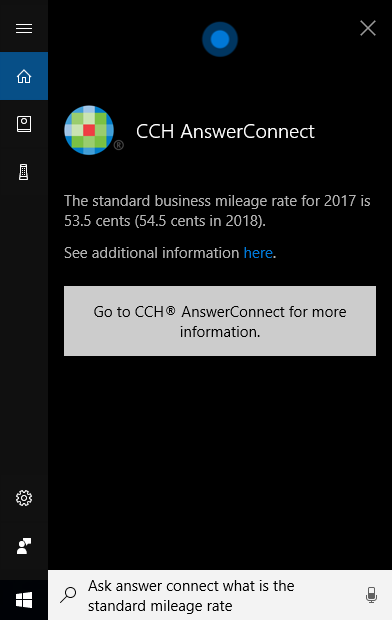 CCH AnswerConnect
®
The standard business mileage rate for 2017 is
53.5 cents (54.5 cents in 2018).
See additional information here.
Go to CCH® AnswerConnect for more
information.
Ask answer connect what is the
standard mileage rate